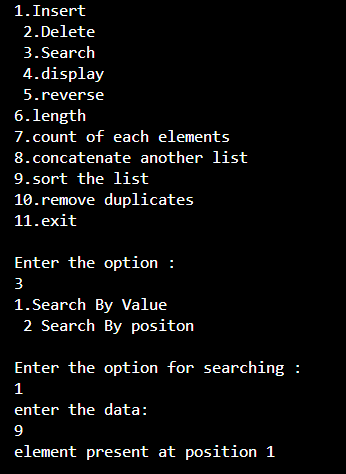 1.Insert
2.Delete
3.Search
4.display
5.reverse
6.length
7.count of each elements
8.concatenate another list
9.sort the list
10.remove duplicates
11.exit
Enter the option :
3
1.Search By Value
2 Search By positon
Enter the option for searching :
1
enter the data:
9
element present at position 1